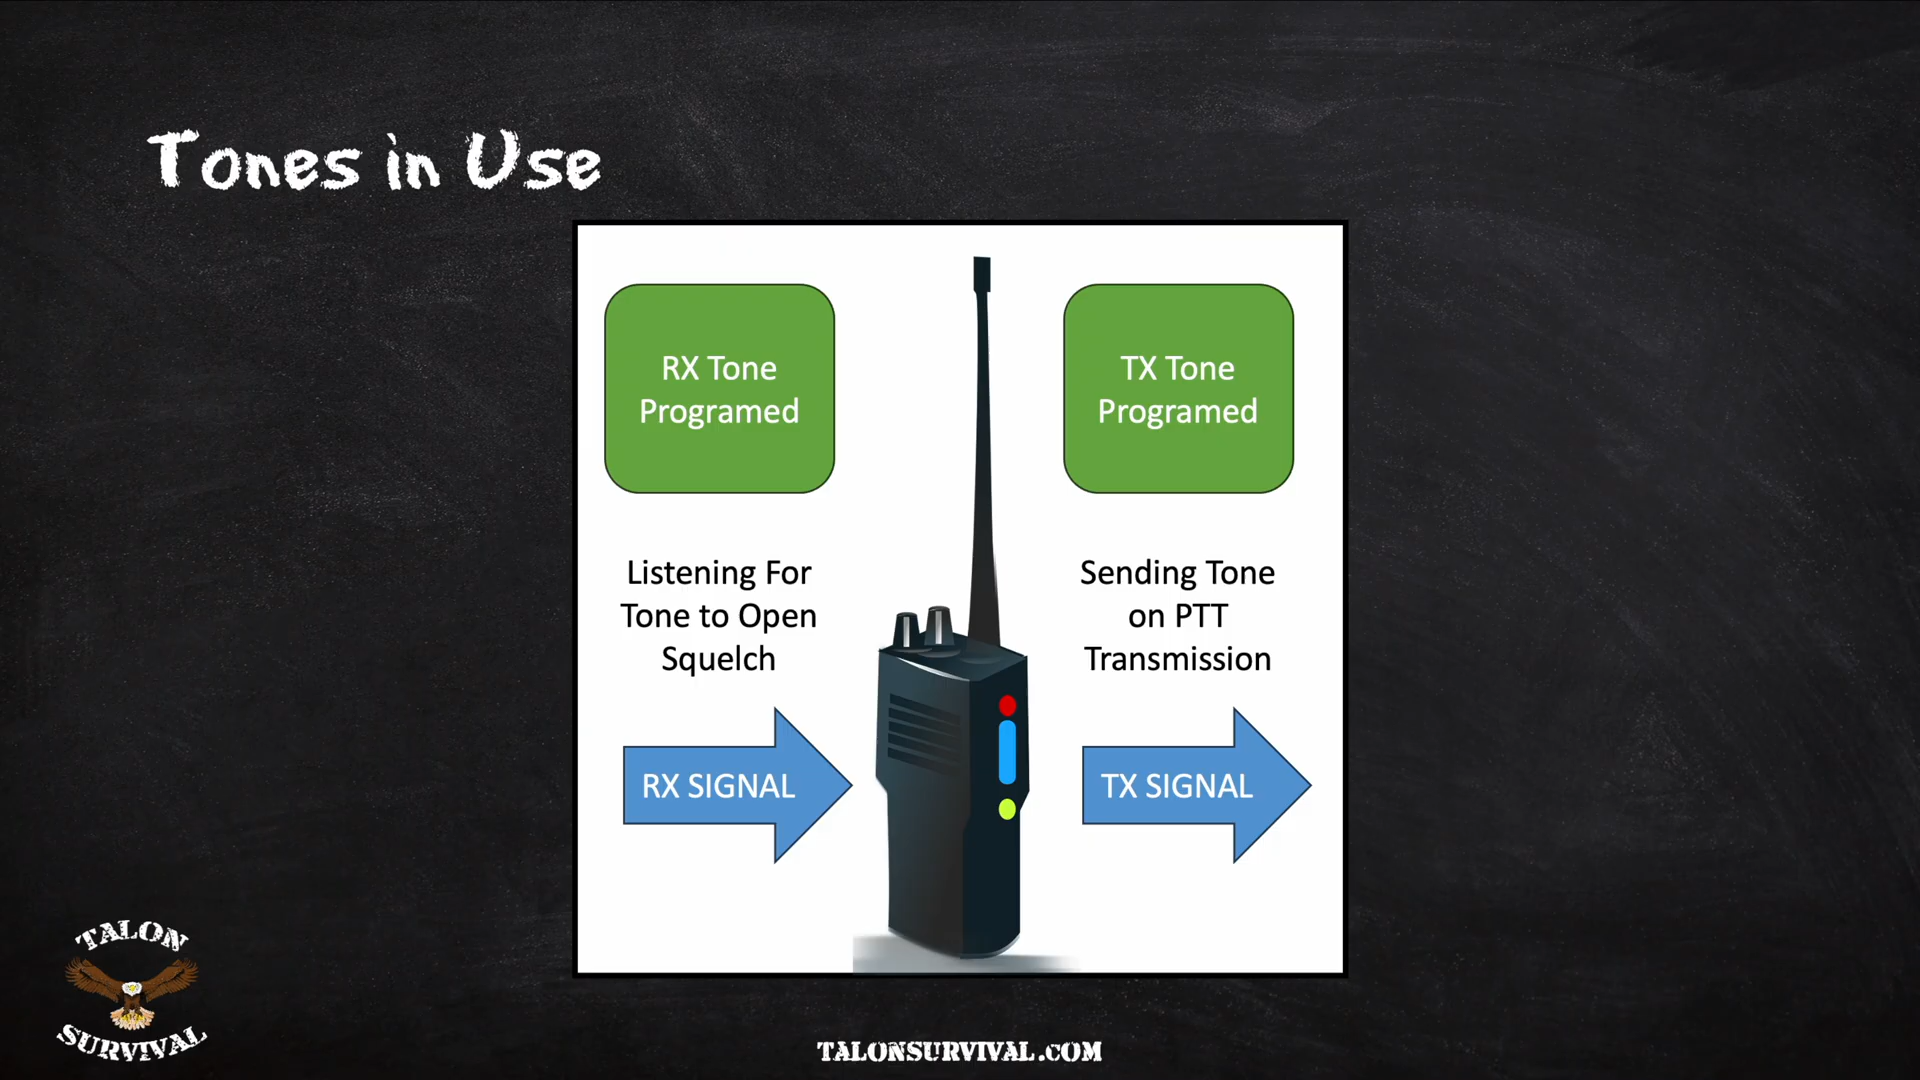 Tones in Use
RX Tone
Programed
TX Tone
Programed
Listening For
Tone to Open
Squelch
Sending Tone
on PTT
Transmission
RX SIGNAL
TX SIGNAL
TALON
SURVIVAL
TALONSURVIVAL.COM